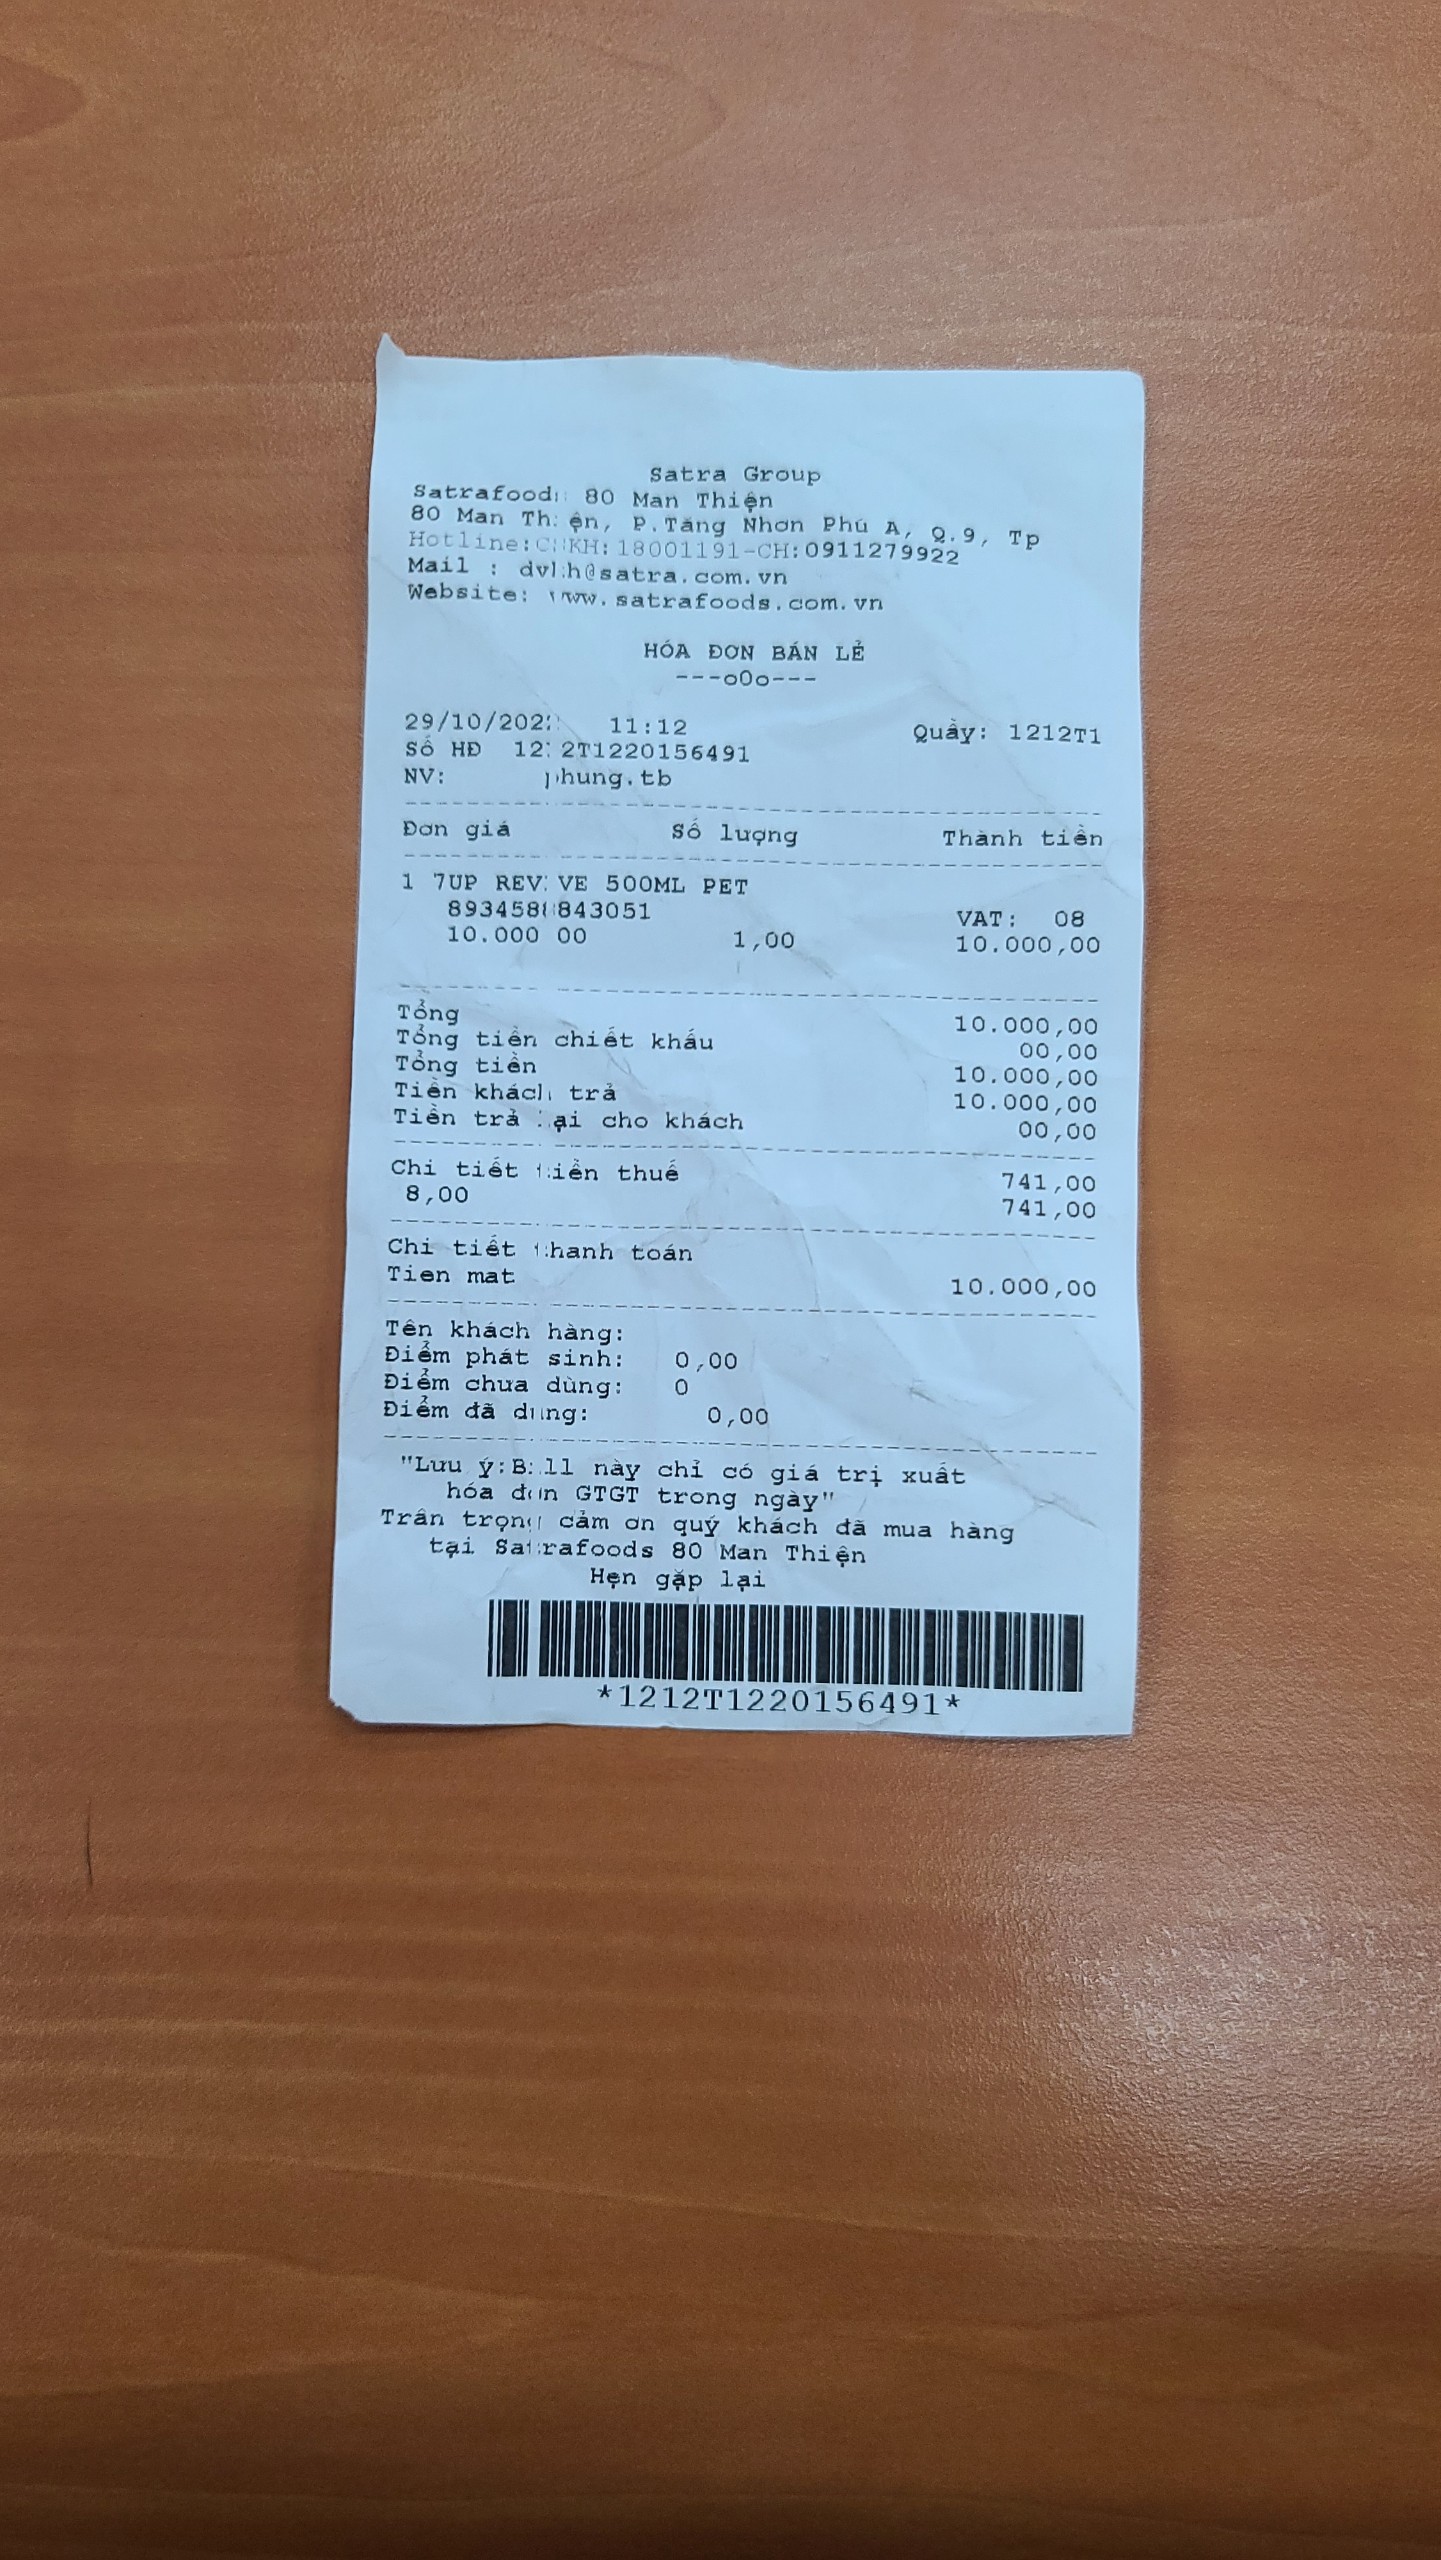 Satra Group
Satrafoods 80 Man Thiện
80 Man Thiện, P.Tăng Nhơn Phú A, Q.9, Tp
Hotline:CSKH:18001191-CH:0911279922
Mail : dvkh@satra.com.vn
Website: www.satrafoods.com.vn
HÓA ĐƠN BÁN LẺ
---o0o---
29/10/2022 11:12 Quầy: 1212T1
Số HĐ 1212T1220156491
NV: phung.tb
Đơn giá Số lượng Thành tiền
1 7UP REVIVE 500ML PET
8934588843051 VAT: 08
10.000 00 1,00 10.000,00
Tổng 10.000,00
Tổng tiền chiết khấu 00,00
Tổng tiền 10.000,00
Tiền khách trả 10.000,00
Tiền trả lại cho khách 00,00
Chi tiết tiền thuế 741,00
8,00 741,00
Chi tiết thanh toán
Tien mat 10.000,00
Tên khách hàng:
Điểm phát sinh: 0,00
Điểm chưa dùng: 0
Điểm đã dùng: 0,00
"Lưu ý:Bill này chỉ có giá trị xuất
hóa đơn GTGT trong ngày"
Trân trọng cảm ơn quý khách đã mua hàng
tại Satrafoods 80 Man Thiện
Hẹn gặp lại
*1212T1220156491*